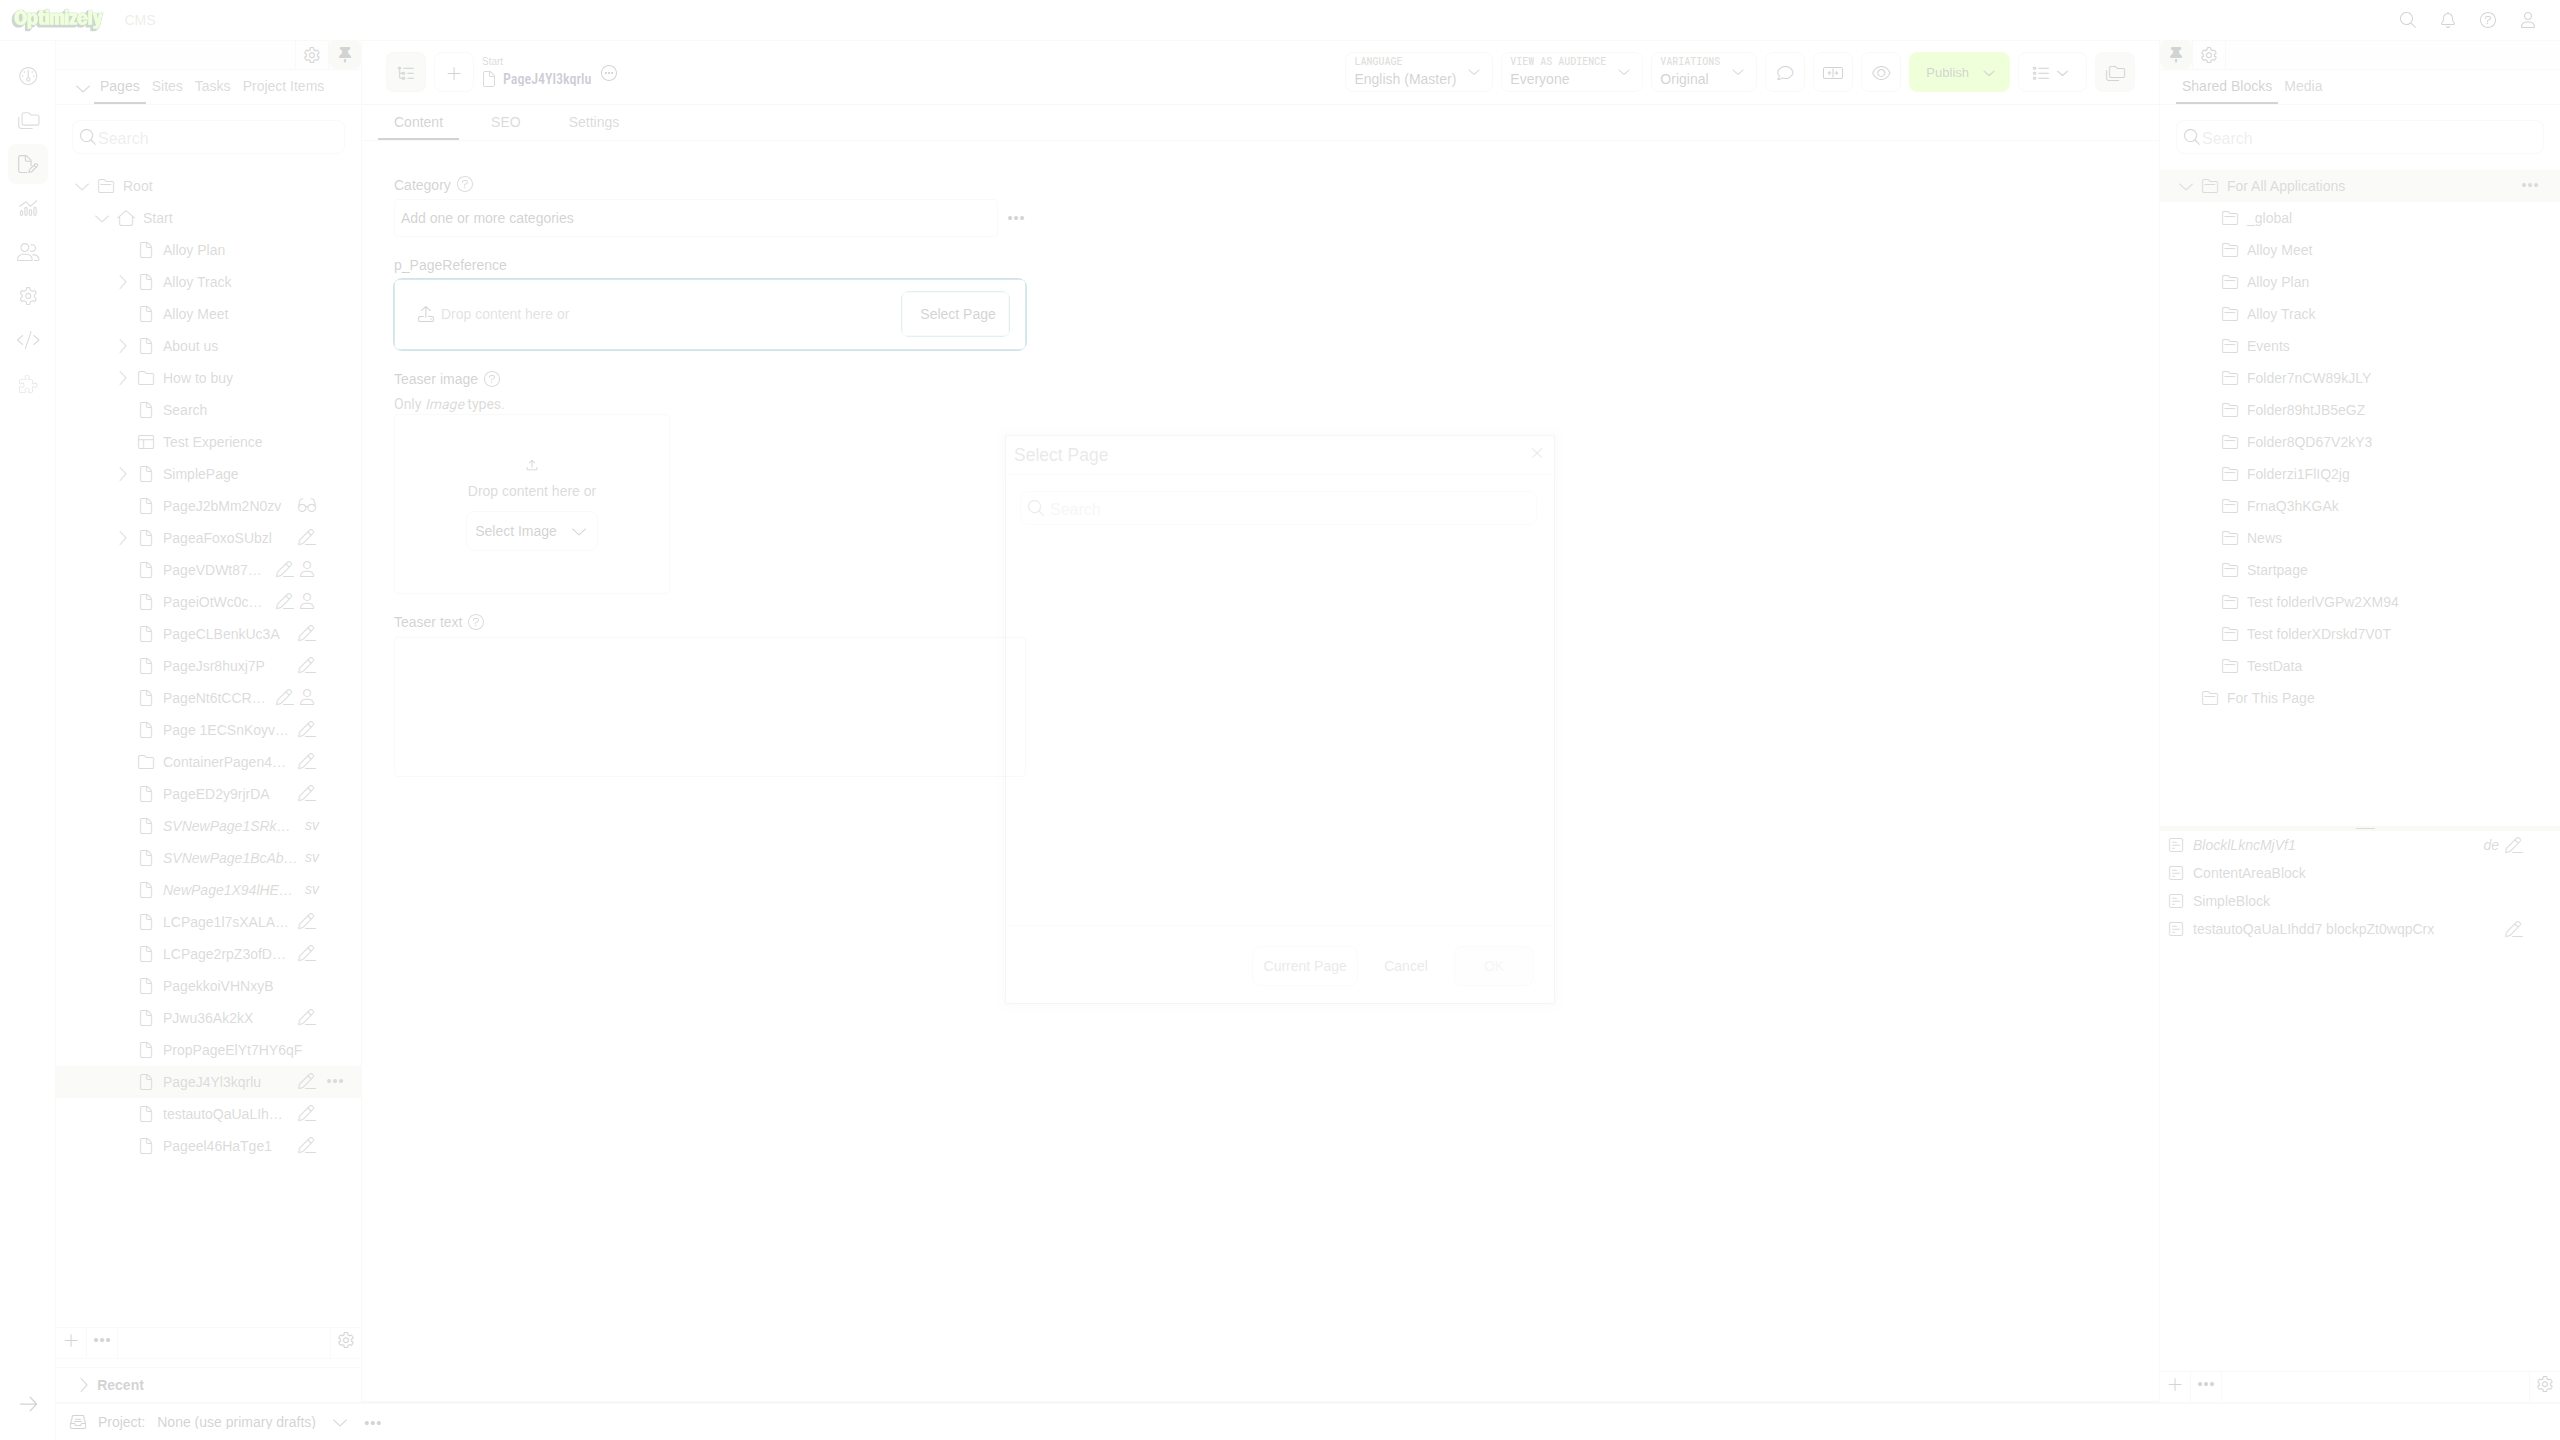 Optimizely CMS
Pages Sites Tasks Project Items
Search
Root
Start
Alloy Plan
Alloy Track
Alloy Meet
About us
How to buy
Search
Test Experience
SimplePage
PageJ2bMm2N0zv
PageaFoxoSUbzl
PageVDWt87...
PageiOtWc0c...
PageCLBenkUc3A
PageJsr8huxj7P
PageNt6tCCR...
Page 1ECSnKoyv...
ContainerPagen4...
PageED2y9rjrDA
SVNewPage1SRk... sv
SVNewPage1BcAb... sv
NewPage1X94lHE... sv
LCPage1l7sXALA...
LCPage2rpZ3ofD...
PagekkoiVHNxyB
PJwu36Ak2kX
PropPageElYt7HY6qF
PageJ4Yl3kqrlu
testautoQaUaLIh...
Pageel46HaTge1
Recent
Project: None (use primary drafts)
Start
PageJ4Yl3kqrlu
LANGUAGE
English (Master)
VIEW AS AUDIENCE
Everyone
VARIATIONS
Original
Publish
Content SEO Settings
Category
Add one or more categories
p_PageReference
Drop content here or Select Page
Teaser image
Only Image types.
Drop content here or
Select Image
Teaser text
Select Page
Search
Current Page Cancel OK
Shared Blocks Media
Search
For All Applications
_global
Alloy Meet
Alloy Plan
Alloy Track
Events
Folder7nCW89kJLY
Folder89htJB5eGZ
Folder8QD67V2kY3
Folderzi1FlIQ2jg
FrnaQ3hKGAk
News
Startpage
Test folderlVGPw2XM94
Test folderXDrskd7V0T
TestData
For This Page
BlocklLkncMjVf1 de
ContentAreaBlock
SimpleBlock
testautoQaUaLIhdd7 blockpZt0wqpCrx